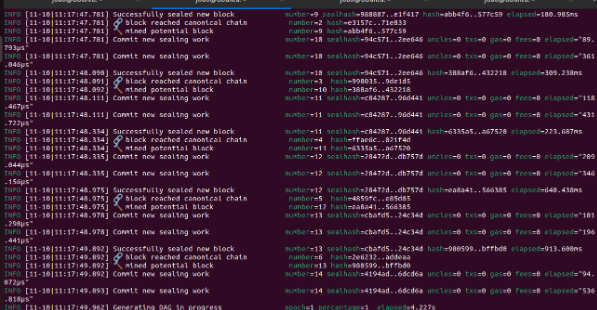 INFO [11-10|11:17:47.781] Successfully sealed new block number=9 sealhash=908887..e1f417 hash=abb4f6..577c59 elapsed=180.985ms
INFO [11-10|11:17:47.781] 🔗 block reached canonical chain number=2 hash=e3157c..71e833
INFO [11-10|11:17:47.781] 🔨 mined potential block number=9 hash=abb4f6..577c59
INFO [11-10|11:17:47.781] Commit new sealing work number=10 sealhash=94c571..2ee646 uncles=0 txs=0 gas=0 fees=0 elapsed="89.
793µs"
INFO [11-10|11:17:47.781] Commit new sealing work number=10 sealhash=94c571..2ee646 uncles=0 txs=0 gas=0 fees=0 elapsed="361
.046µs"
INFO [11-10|11:17:48.090] Successfully sealed new block number=10 sealhash=94c571..2ee646 hash=388af6..432218 elapsed=309.238ms
INFO [11-10|11:17:48.091] 🔗 block reached canonical chain number=3 hash=990035..9de1d5
INFO [11-10|11:17:48.092] 🔨 mined potential block number=10 hash=388af6..432218
INFO [11-10|11:17:48.111] Commit new sealing work number=11 sealhash=c84287..96d441 uncles=0 txs=0 gas=0 fees=0 elapsed="118
.467µs"
INFO [11-10|11:17:48.111] Commit new sealing work number=11 sealhash=c84287..96d441 uncles=0 txs=0 gas=0 fees=0 elapsed="431
.722µs"
INFO [11-10|11:17:48.334] Successfully sealed new block number=11 sealhash=c84287..96d441 hash=6335a5..a67520 elapsed=223.687ms
INFO [11-10|11:17:48.334] 🔗 block reached canonical chain number=4
INFO [11-10|11:17:48.334] 🔨 mined potential block number=11 hash=6335a5..a67520
INFO [11-10|11:17:48.335] Commit new sealing work number=12 sealhash=28472d..db757d uncles=0 txs=0 gas=0 fees=0 elapsed="209
.044µs"
INFO [11-10|11:17:48.335] Commit new sealing work number=12 sealhash=28472d..db757d uncles=0 txs=0 gas=0 fees=0 elapsed="346
.156µs"
INFO [11-10|11:17:48.975] Successfully sealed new block number=12 sealhash=28472d..db757d hash=ea8a41..566385 elapsed=640.438ms
INFO [11-10|11:17:48.975] 🔗 block reached canonical chain number=5 hash=4859fc..e85d85
INFO [11-10|11:17:48.975] 🔨 mined potential block number=12 hash=ea8a41..566385
INFO [11-10|11:17:48.975] Commit new sealing work number=13 sealhash=cbafd5..24c34d uncles=0 txs=0 gas=0 fees=0 elapsed="101
.298µs"
INFO [11-10|11:17:48.975] Commit new sealing work number=13 sealhash=cbafd5..24c34d uncles=0 txs=0 gas=0 fees=0 elapsed="196
.441µs"
INFO [11-10|11:17:49.892] Successfully sealed new block number=13 sealhash=cbafd5..24c34d hash=980599..bffbd0 elapsed=913.600ms
INFO [11-10|11:17:49.892] 🔗 block reached canonical chain number=6 hash=2e6232..addeaa
INFO [11-10|11:17:49.892] 🔨 mined potential block number=13 hash=980599..bffbd0
INFO [11-10|11:17:49.892] Commit new sealing work number=14 sealhash=4194ad..6dcd6a uncles=0 txs=0 gas=0 fees=0 elapsed="94.
072µs"
INFO [11-10|11:17:49.893] Commit new sealing work number=14 sealhash=4194ad..6dcd6a uncles=0 txs=0 gas=0 fees=0 elapsed="536
.818µs"
INFO [11-10|11:17:49.962] Generating DAG in progress epoch=1 percentage=1 elapsed=4.227s